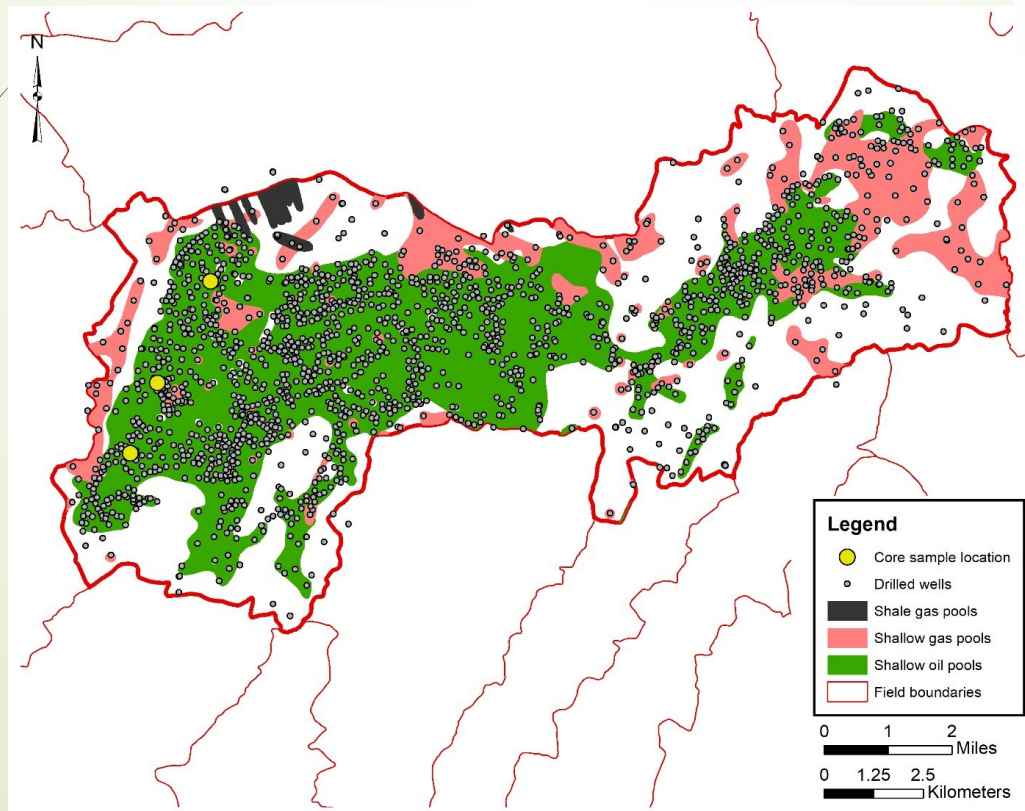 N
Legend
Core sample location
Drilled wells
Shale gas pools
Shallow gas pools
Shallow oil pools
Field boundaries
0 1 2
Miles
0 1.25 2.5
Kilometers